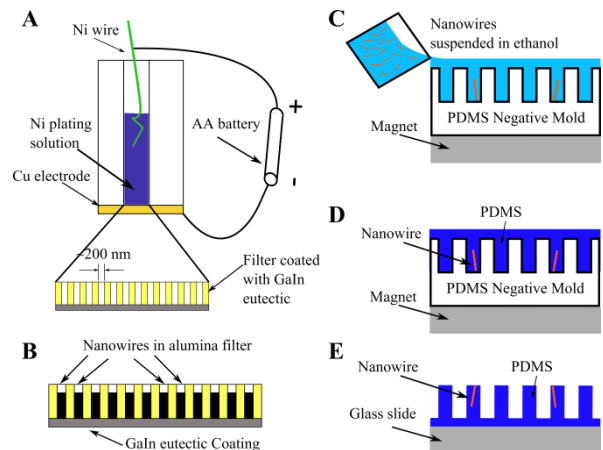 A
Ni wire
Ni plating
solution
Cu electrode
+
AA battery
-
~200 nm
Filter coated
with GaIn
eutectic
B
Nanowires in alumina filter
GaIn eutectic Coating
C
Nanowires
suspended in ethanol
PDMS Negative Mold
Magnet
D
PDMS
Nanowire
PDMS Negative Mold
Magnet
E
PDMS
Nanowire
Glass slide